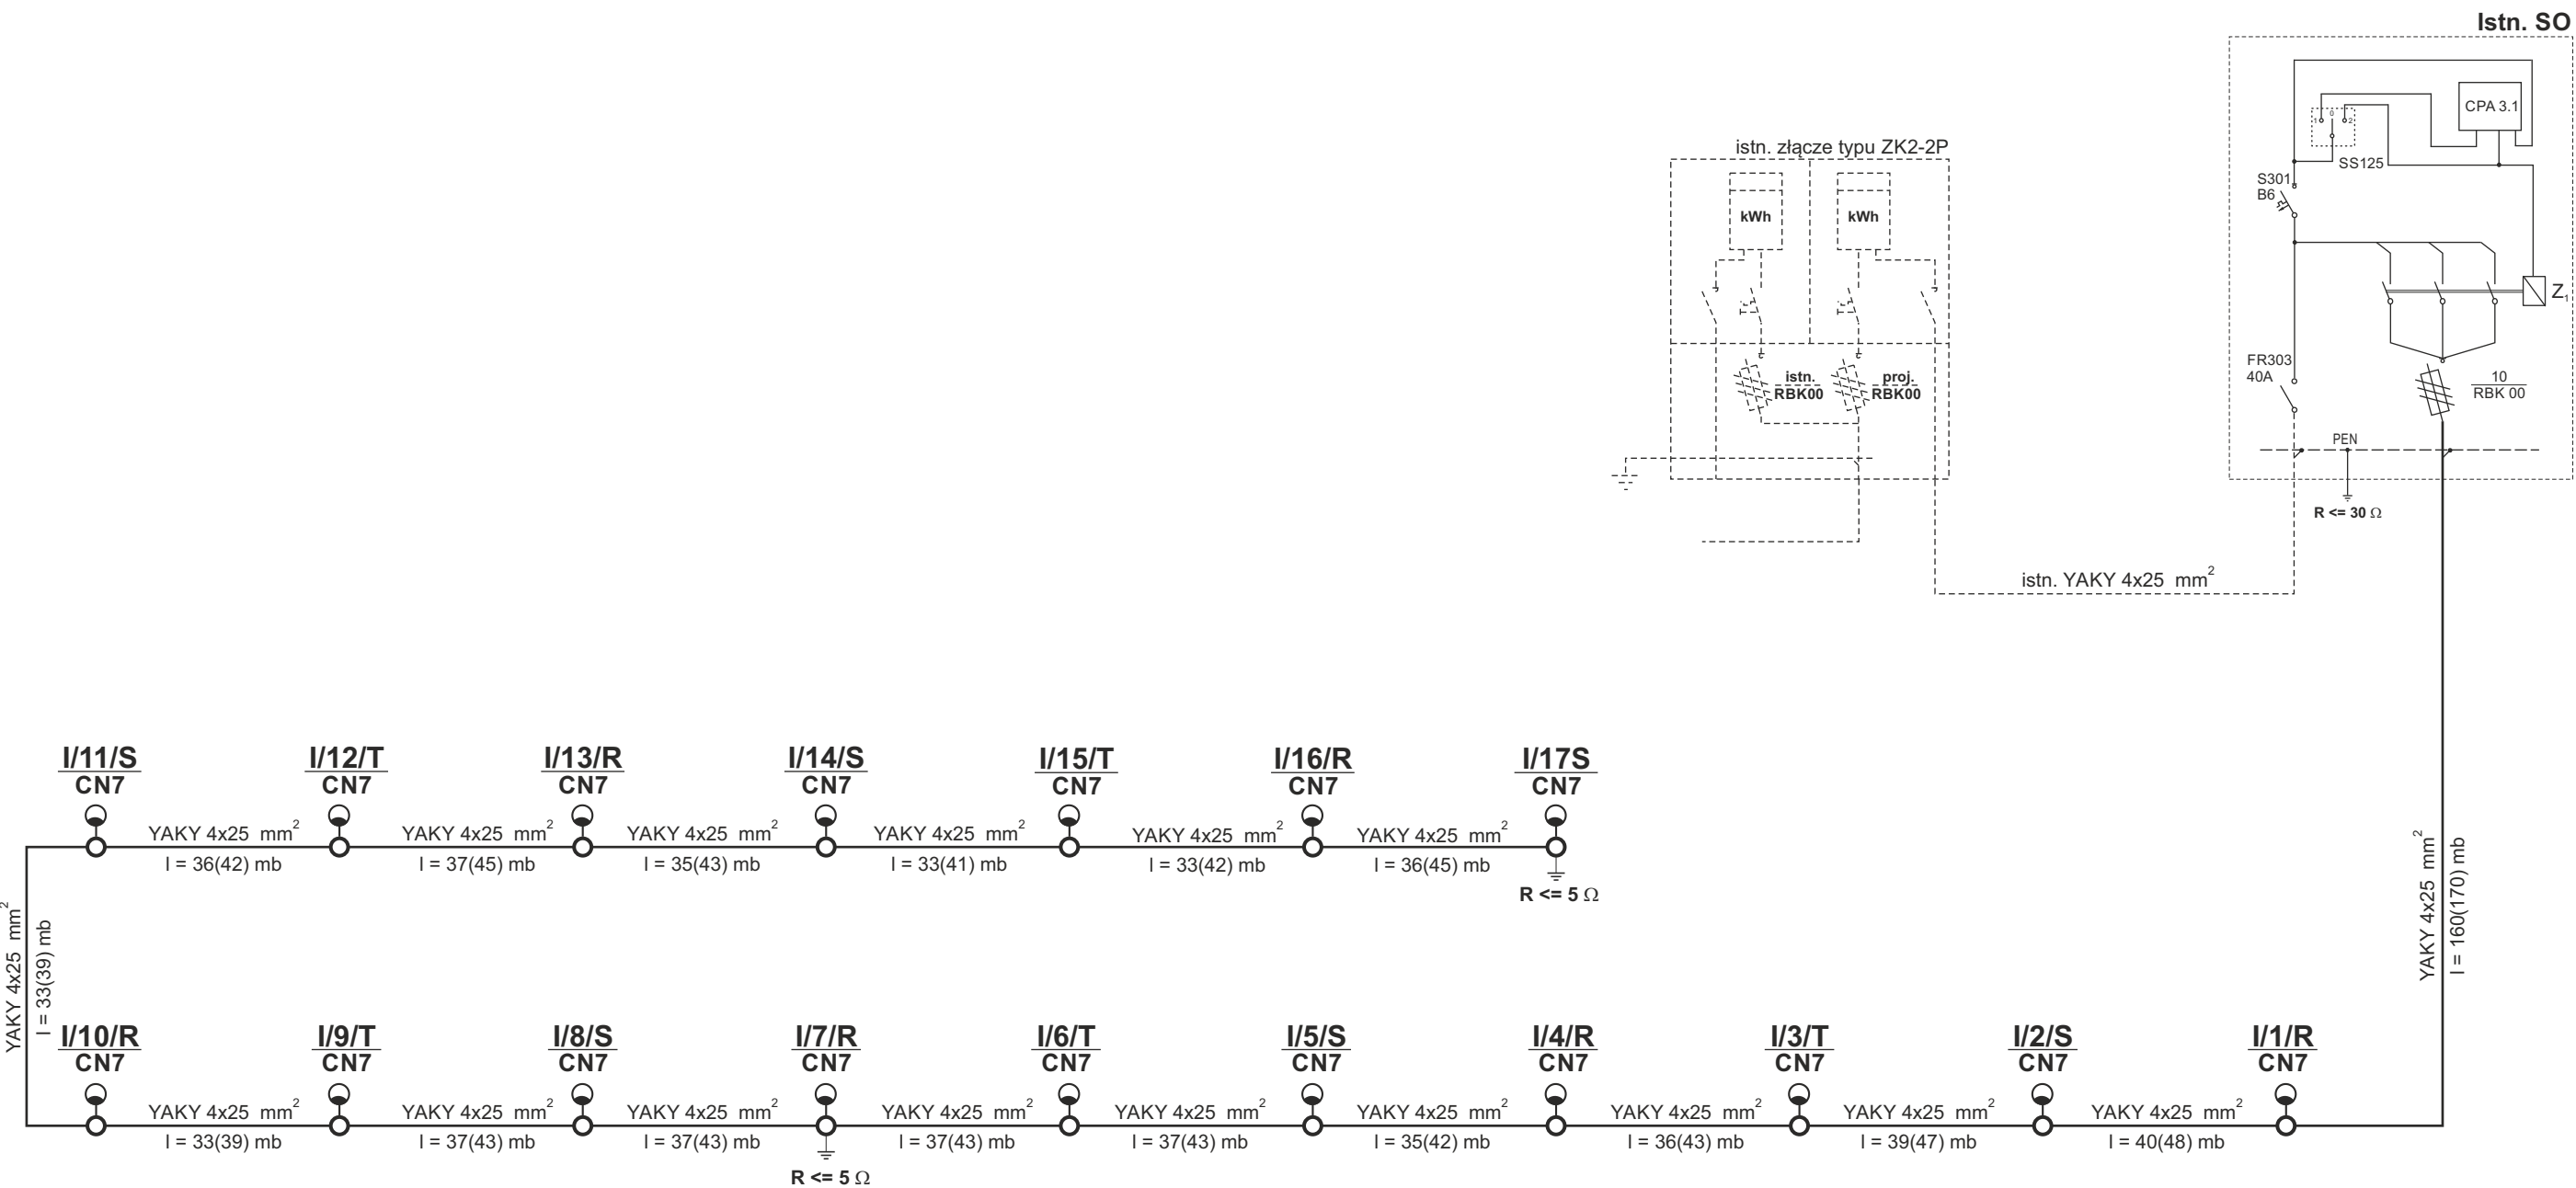 Istn. SO
CPA 3.1
1 0 2
SS125
S301
B6
Z₁
FR303
40A
10
RBK 00
PEN
R <= 30 Ω
istn. złącze typu ZK2-2P
kWh
kWh
istn.
RBK00
proj.
RBK00
istn. YAKY 4x25 mm²
YAKY 4x25 mm²
l = 160(170) mb
I/11/S
CN7
I/12/T
CN7
I/13/R
CN7
I/14/S
CN7
I/15/T
CN7
I/16/R
CN7
I/17S
CN7
YAKY 4x25 mm²
l = 36(42) mb
YAKY 4x25 mm²
l = 37(45) mb
YAKY 4x25 mm²
l = 35(43) mb
YAKY 4x25 mm²
l = 33(41) mb
YAKY 4x25 mm²
l = 33(42) mb
YAKY 4x25 mm²
l = 36(45) mb
R <= 5 Ω
YAKY 4x25 mm²
l = 33(39) mb
I/10/R
CN7
I/9/T
CN7
I/8/S
CN7
I/7/R
CN7
I/6/T
CN7
I/5/S
CN7
I/4/R
CN7
I/3/T
CN7
I/2/S
CN7
I/1/R
CN7
YAKY 4x25 mm²
l = 33(39) mb
YAKY 4x25 mm²
l = 37(43) mb
YAKY 4x25 mm²
l = 37(43) mb
YAKY 4x25 mm²
l = 37(43) mb
YAKY 4x25 mm²
l = 37(43) mb
YAKY 4x25 mm²
l = 35(42) mb
YAKY 4x25 mm²
l = 36(43) mb
YAKY 4x25 mm²
l = 39(47) mb
YAKY 4x25 mm²
l = 40(48) mb
R <= 5 Ω